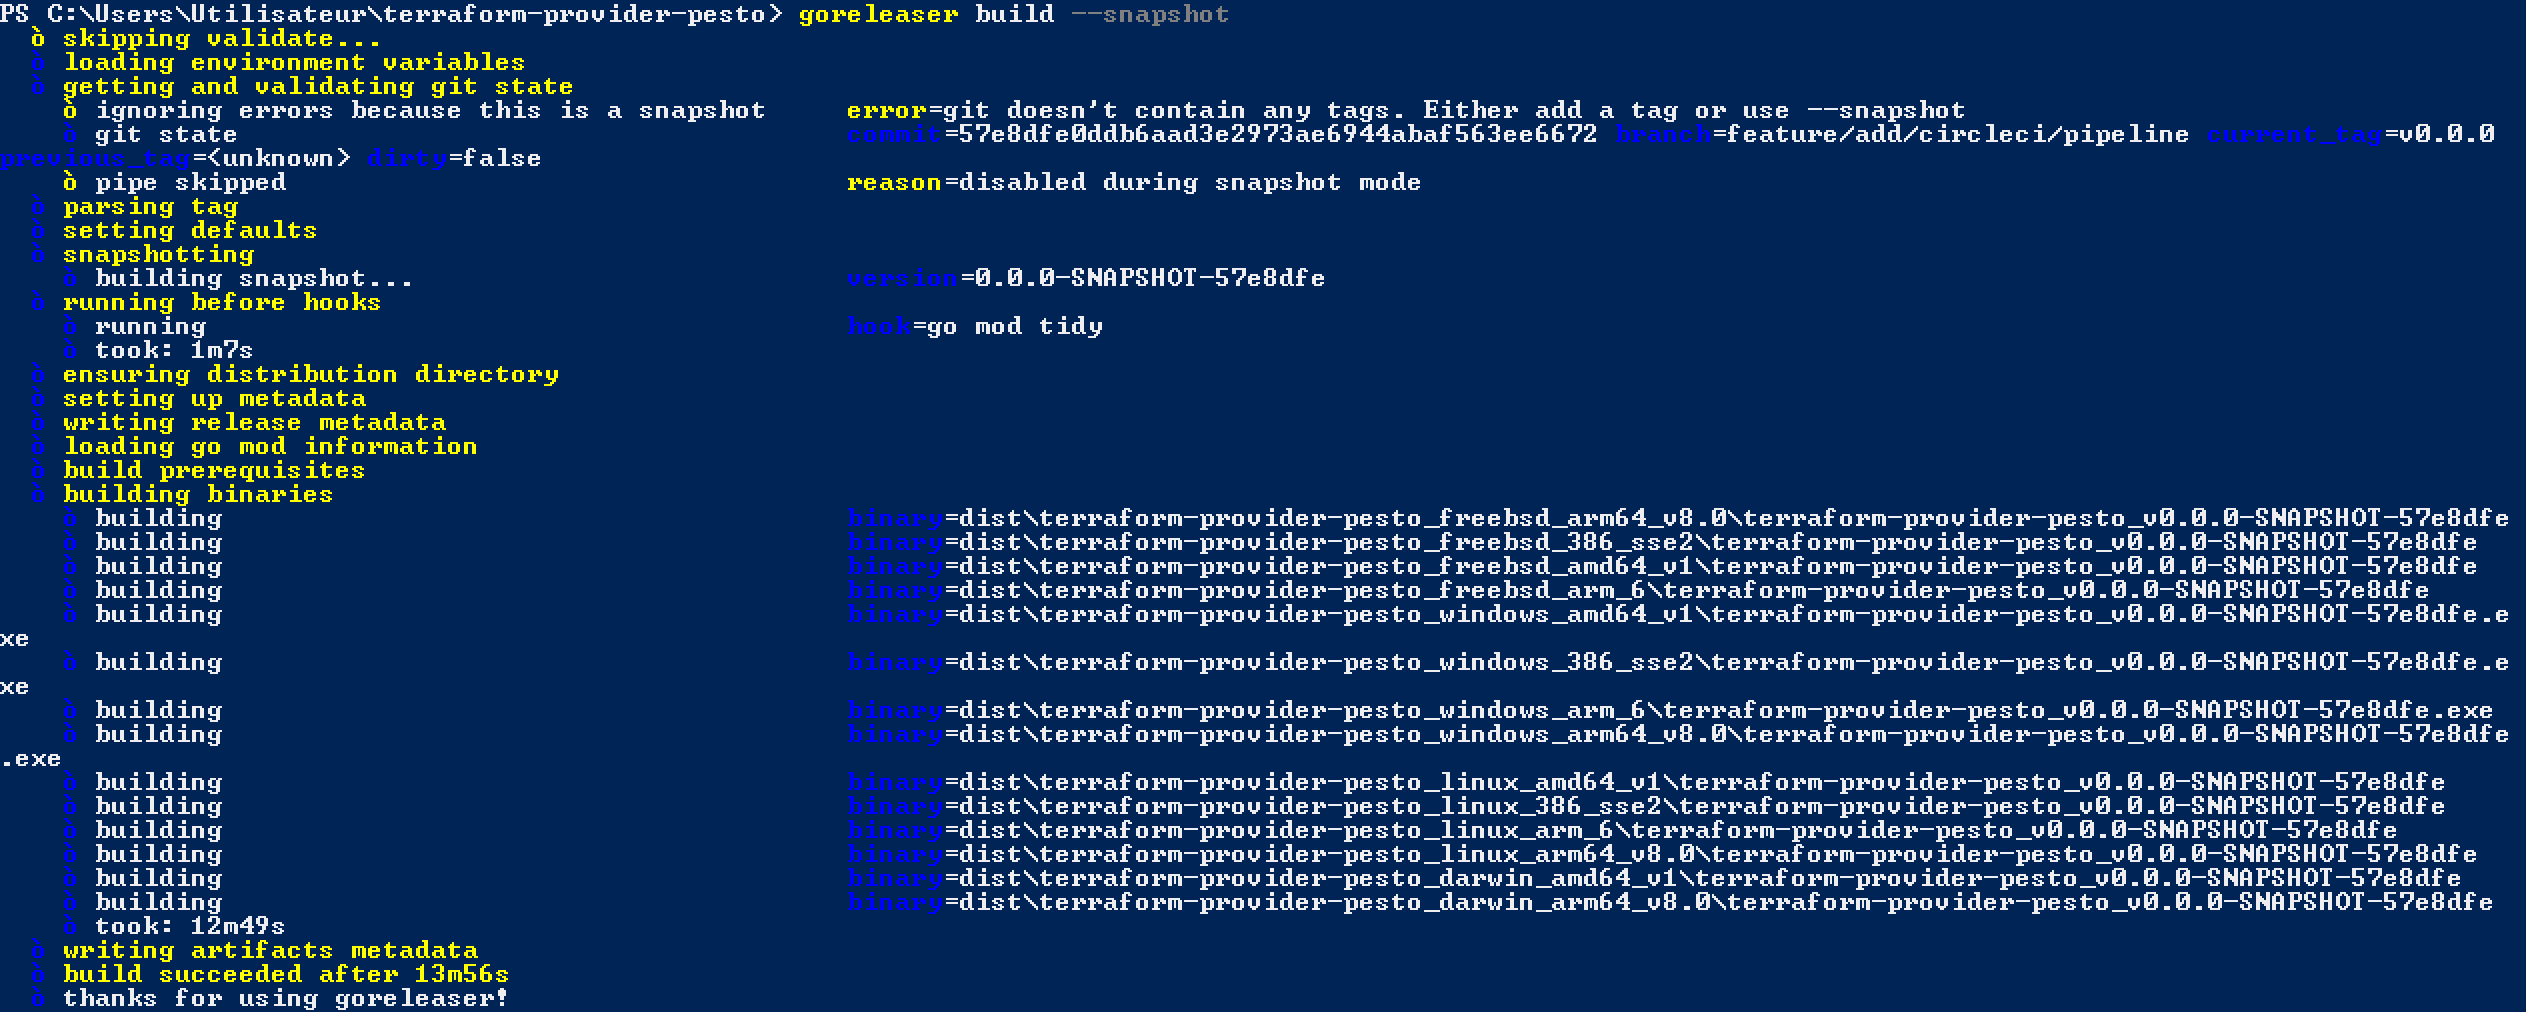 PS C:\Users\Utilisateur\terraform-provider-pesto> goreleaser build --snapshot
ò skipping validate...
ò loading environment variables
ò getting and validating git state
ò ignoring errors because this is a snapshot error=git doesn't contain any tags. Either add a tag or use --snapshot
ò git state commit=57e8dfe0ddb6aad3e2973ae6944abaf563ee6672 branch=feature/add/circleci/pipeline current_tag=v0.0.0
previous_tag=<unknown> dirty=false
ò pipe skipped reason=disabled during snapshot mode
ò parsing tag
ò setting defaults
ò snapshotting
ò building snapshot... version=0.0.0-SNAPSHOT-57e8dfe
ò running before hooks
ò running hook=go mod tidy
ò took: 1m7s
ò ensuring distribution directory
ò setting up metadata
ò writing release metadata
ò loading go mod information
ò build prerequisites
ò building binaries
ò building binary=dist\terraform-provider-pesto_freebsd_arm64_v8.0\terraform-provider-pesto_v0.0.0-SNAPSHOT-57e8dfe
ò building binary=dist\terraform-provider-pesto_freebsd_386_sse2\terraform-provider-pesto_v0.0.0-SNAPSHOT-57e8dfe
ò building binary=dist\terraform-provider-pesto_freebsd_amd64_v1\terraform-provider-pesto_v0.0.0-SNAPSHOT-57e8dfe
ò building binary=dist\terraform-provider-pesto_freebsd_arm_6\terraform-provider-pesto_v0.0.0-SNAPSHOT-57e8dfe
ò building binary=dist\terraform-provider-pesto_windows_amd64_v1\terraform-provider-pesto_v0.0.0-SNAPSHOT-57e8dfe.e
xe
ò building binary=dist\terraform-provider-pesto_windows_386_sse2\terraform-provider-pesto_v0.0.0-SNAPSHOT-57e8dfe.e
xe
ò building binary=dist\terraform-provider-pesto_windows_arm_6\terraform-provider-pesto_v0.0.0-SNAPSHOT-57e8dfe.exe
ò building binary=dist\terraform-provider-pesto_windows_arm64_v8.0\terraform-provider-pesto_v0.0.0-SNAPSHOT-57e8dfe
.exe
ò building binary=dist\terraform-provider-pesto_linux_amd64_v1\terraform-provider-pesto_v0.0.0-SNAPSHOT-57e8dfe
ò building binary=dist\terraform-provider-pesto_linux_386_sse2\terraform-provider-pesto_v0.0.0-SNAPSHOT-57e8dfe
ò building binary=dist\terraform-provider-pesto_linux_arm_6\terraform-provider-pesto_v0.0.0-SNAPSHOT-57e8dfe
ò building binary=dist\terraform-provider-pesto_linux_arm64_v8.0\terraform-provider-pesto_v0.0.0-SNAPSHOT-57e8dfe
ò building binary=dist\terraform-provider-pesto_darwin_amd64_v1\terraform-provider-pesto_v0.0.0-SNAPSHOT-57e8dfe
ò building binary=dist\terraform-provider-pesto_darwin_arm64_v8.0\terraform-provider-pesto_v0.0.0-SNAPSHOT-57e8dfe
ò took: 12m49s
ò writing artifacts metadata
ò build succeeded after 13m56s
ò thanks for using goreleaser!